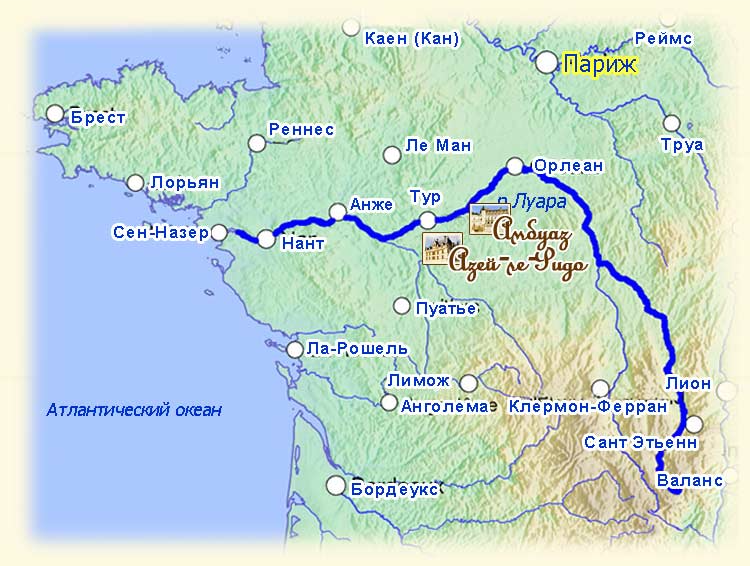 Каен (Кан)
Реймс
Париж
Брест
Реннес
Ле Ман
Труа
Орлеан
Лорьян
Анже
Тур
р.Луара
Сен-Назер
Нант
Амбуаз
Азей-ле-Ридо
Пуатье
Ла-Рошель
Лимож
Лион
Атлантический океан
Анголема
Клермон-Ферран
Сант Этьенн
Бордеукс
Валанс